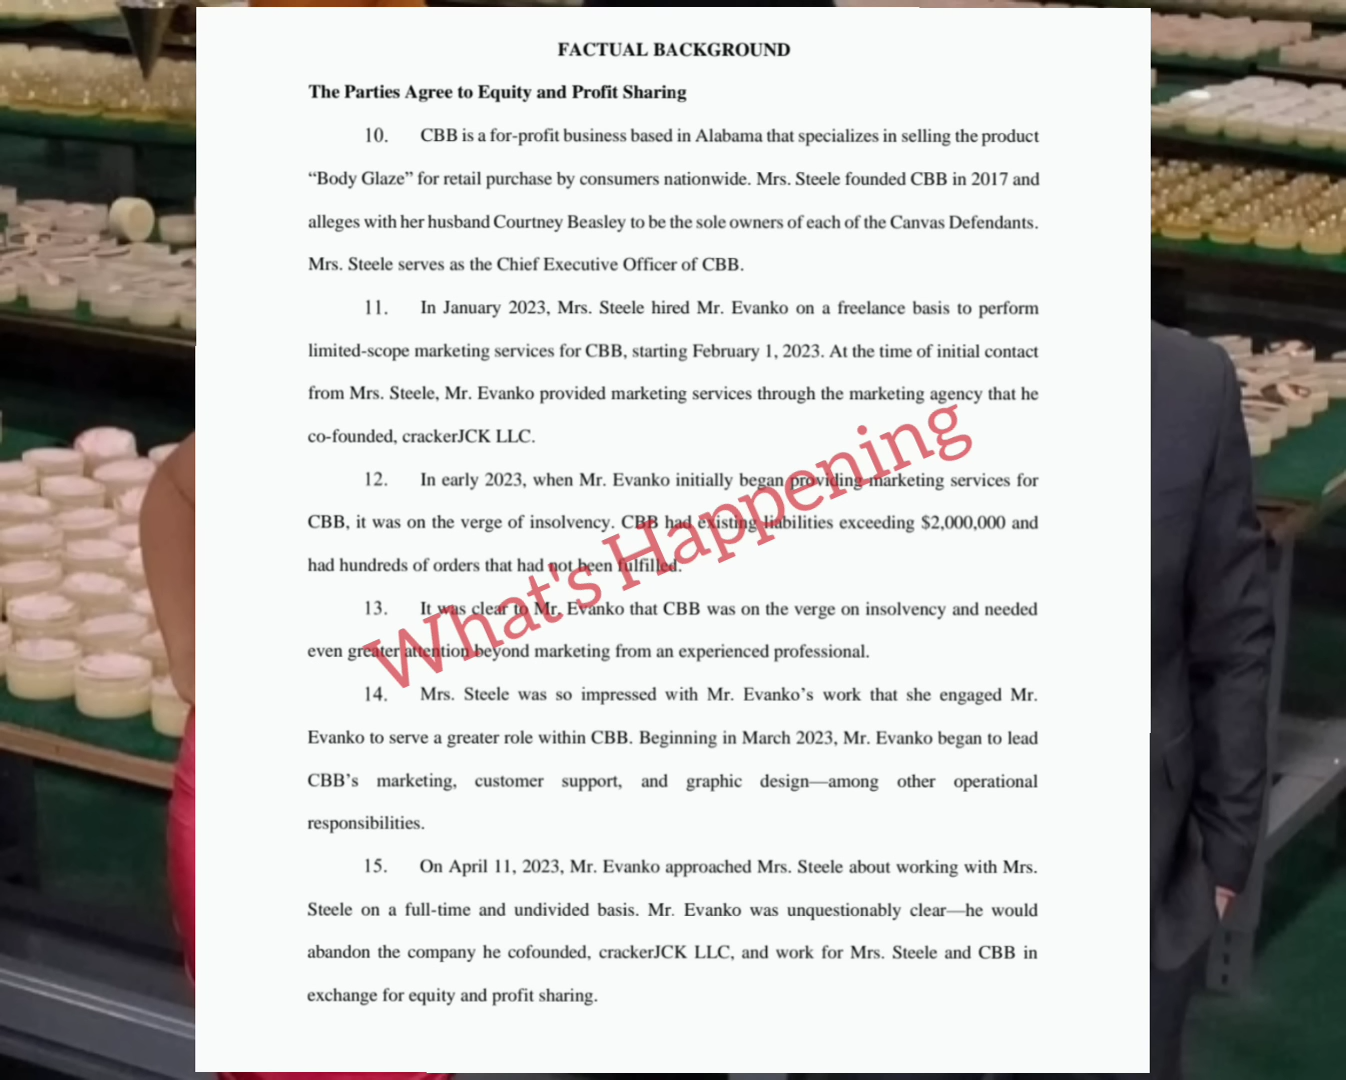 FACTUAL BACKGROUND
The Parties Agree to Equity and Profit Sharing
10. CBB is a for-profit business based in Alabama that specializes in selling the product
“Body Glaze” for retail purchase by consumers nationwide. Mrs. Steele founded CBB in 2017 and
alleges with her husband Courtney Beasley to be the sole owners of each of the Canvas Defendants.
Mrs. Steele serves as the Chief Executive Officer of CBB.
11. In January 2023, Mrs. Steele hired Mr. Evanko on a freelance basis to perform
limited-scope marketing services for CBB, starting February 1, 2023. At the time of initial contact
from Mrs. Steele, Mr. Evanko provided marketing services through the marketing agency that he
co-founded, crackerJCK LLC.
12. In early 2023, when Mr. Evanko initially began providing marketing services for
CBB, it was on the verge of insolvency. CBB had existing liabilities exceeding $2,000,000 and
had hundreds of orders that had not been fulfilled.
13. It was clear to Mr. Evanko that CBB was on the verge on insolvency and needed
even greater attention beyond marketing from an experienced professional.
14. Mrs. Steele was so impressed with Mr. Evanko’s work that she engaged Mr.
Evanko to serve a greater role within CBB. Beginning in March 2023, Mr. Evanko began to lead
CBB’s marketing, customer support, and graphic design—among other operational
responsibilities.
15. On April 11, 2023, Mr. Evanko approached Mrs. Steele about working with Mrs.
Steele on a full-time and undivided basis. Mr. Evanko was unquestionably clear—he would
abandon the company he cofounded, crackerJCK LLC, and work for Mrs. Steele and CBB in
exchange for equity and profit sharing.
What's Happening